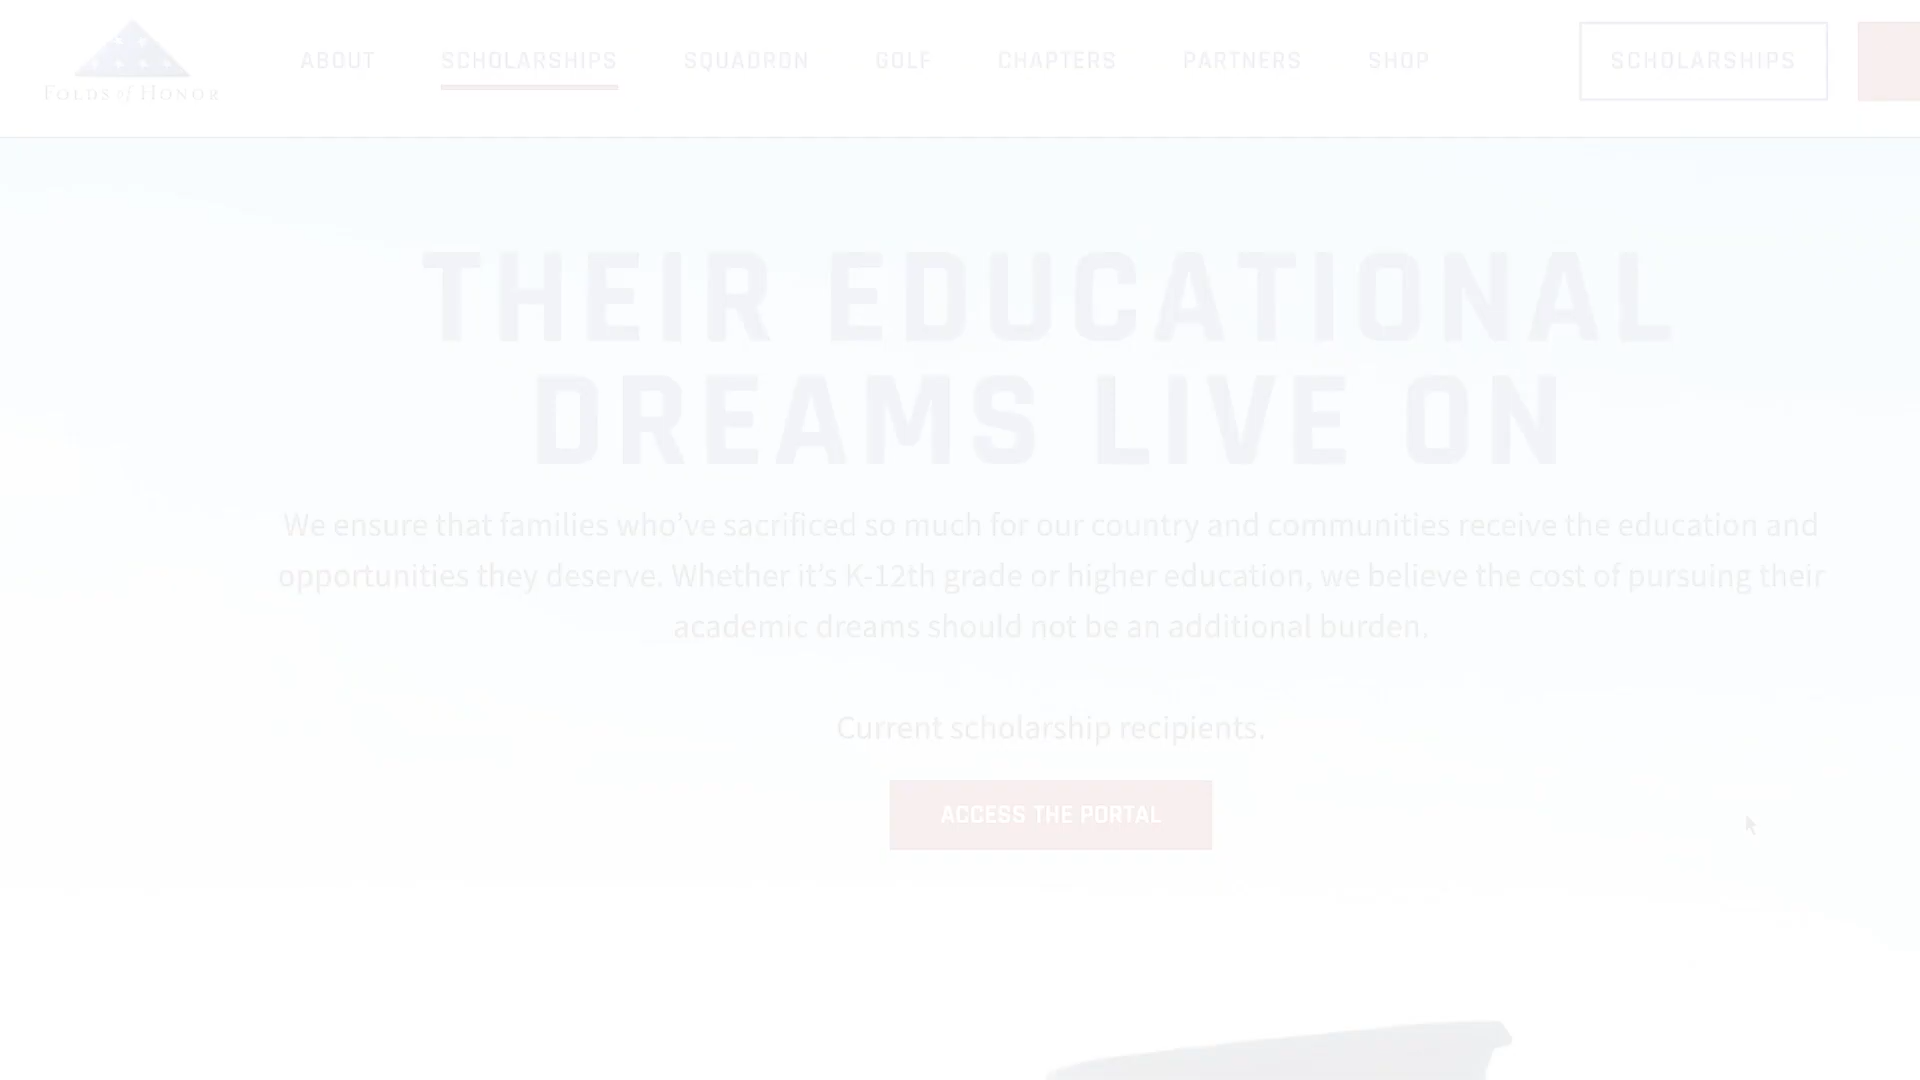 FOLDS of HONOR
ABOUT
SCHOLARSHIPS
SQUADRON
GOLF
CHAPTERS
PARTNERS
SHOP
SCHOLARSHIPS
THEIR EDUCATIONAL
DREAMS LIVE ON
We ensure that families who’ve sacrificed so much for our country and communities receive the education and
opportunities they deserve. Whether it’s K-12th grade or higher education, we believe the cost of pursuing their
academic dreams should not be an additional burden.
Current scholarship recipients.
ACCESS THE PORTAL